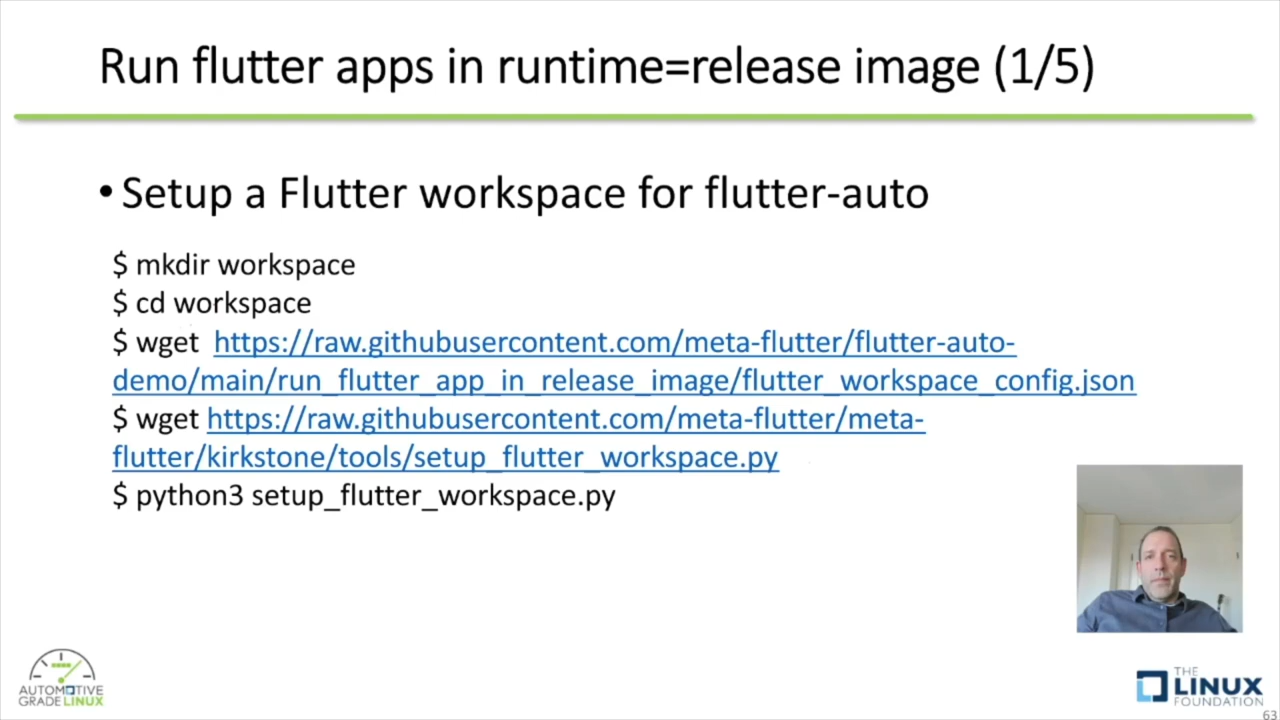 Run flutter apps in runtime=release image (1/5)
• Setup a Flutter workspace for flutter-auto
$ mkdir workspace
$ cd workspace
$ wget https://raw.githubusercontent.com/meta-flutter/flutter-auto-
demo/main/run_flutter_app_in_release_image/flutter_workspace_config.json
$ wget https://raw.githubusercontent.com/meta-flutter/meta-
flutter/kirkstone/tools/setup_flutter_workspace.py
$ python3 setup_flutter_workspace.py
AUTOMOTIVE
GRADE LINUX
THE
LINUX
FOUNDATION
63